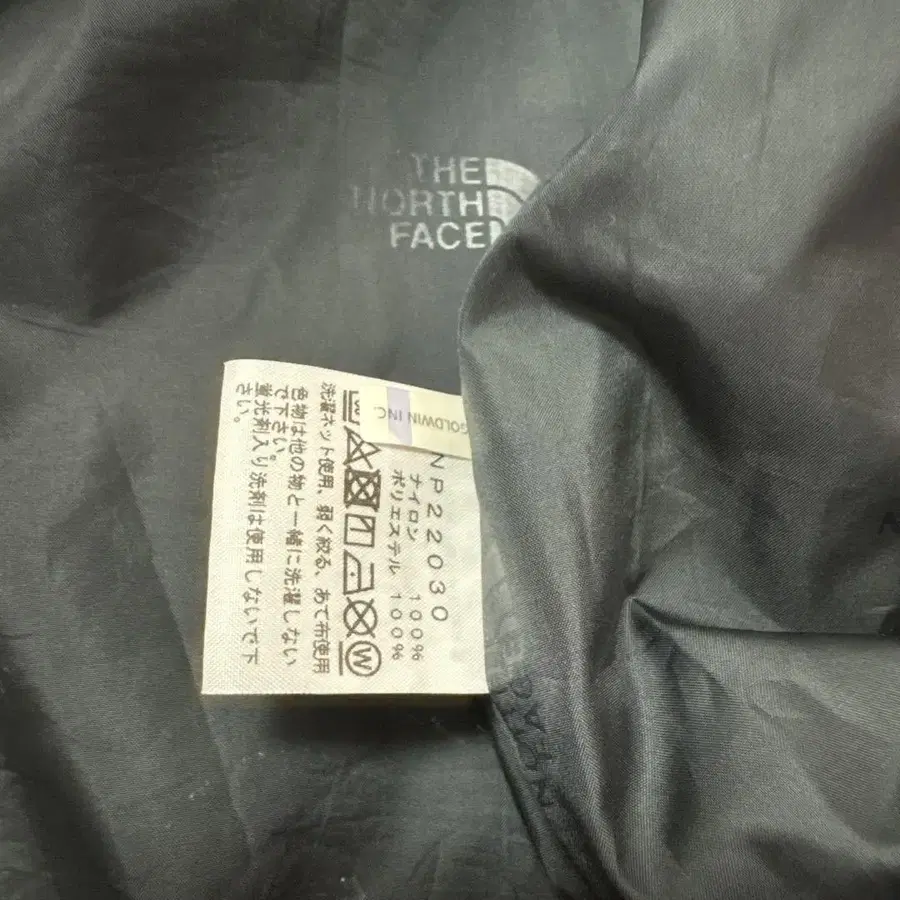 THE
NORTH
FACE
GOLDWIN INC
NP22030
ナイロン 100%
ポリエステル 100%
W
洗濯ネット使用、弱く絞る、あて布使用
色物は他の物と一緒に洗濯しない
で下さい。
蛍光剤入り洗剤は使用しないで下
さい。